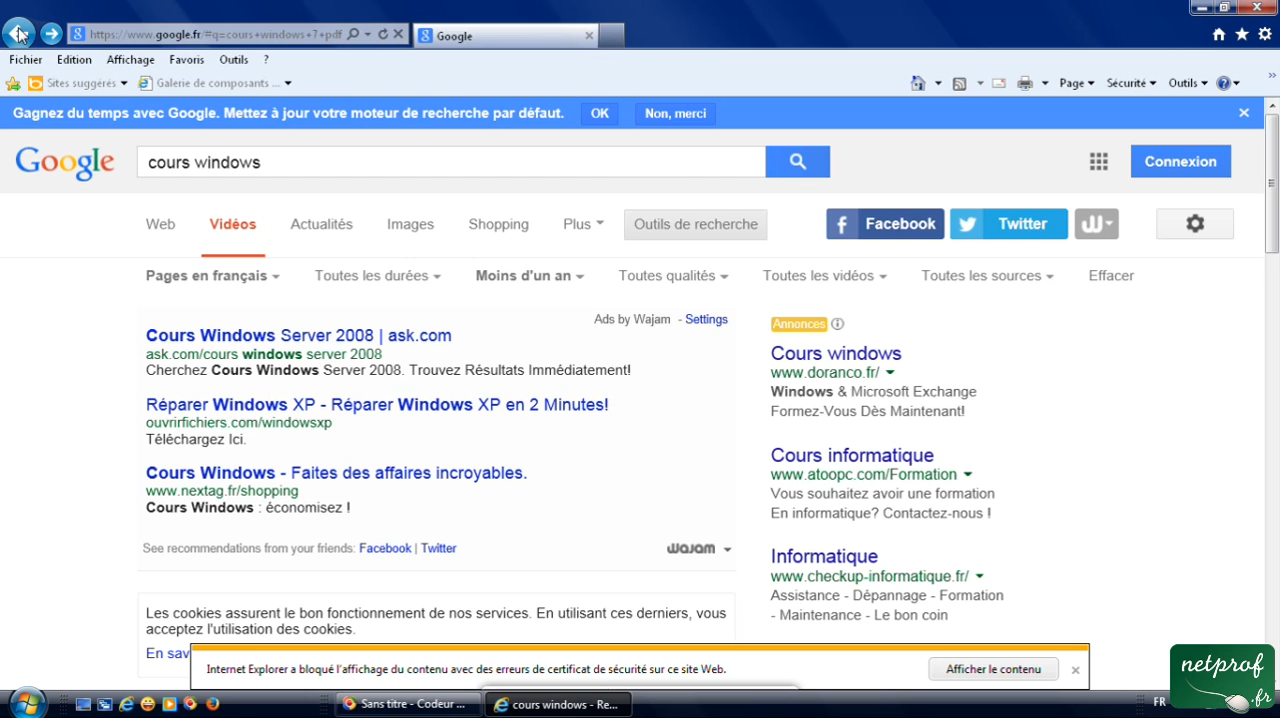 https://www.google.fr/#q=cours+windows+?+pdf
Google
Fichier Edition Affichage Favoris Outils ?
Sites suggérés Galerie de composants ...
Page Sécurité Outils
Gagnez du temps avec Google. Mettez à jour votre moteur de recherche par défaut. OK Non, merci
Google cours windows Connexion
Web Vidéos Actualités Images Shopping Plus Outils de recherche Facebook Twitter W
Pages en français Toutes les durées Moins d'un an Toutes qualités Toutes les vidéos Toutes les sources Effacer
Ads by Wajam - Settings
Cours Windows Server 2008 | ask.com
ask.com/cours windows server 2008
Cherchez Cours Windows Server 2008. Trouvez Résultats Immédiatement!
Réparer Windows XP - Réparer Windows XP en 2 Minutes!
ouvrirfichiers.com/windowsxp
Téléchargez Ici.
Cours Windows - Faites des affaires incroyables.
www.nextag.fr/shopping
Cours Windows : économisez !
See recommendations from your friends: Facebook | Twitter wajam
Les cookies assurent le bon fonctionnement de nos services. En utilisant ces derniers, vous
acceptez l'utilisation des cookies.
En sav
Annonces
Cours windows
www.doranco.fr/
Windows & Microsoft Exchange
Formez-Vous Dès Maintenant!
Cours informatique
www.atoopc.com/Formation
Vous souhaitez avoir une formation
En informatique? Contactez-nous !
Informatique
www.checkup-informatique.fr/
Assistance - Dépannage - Formation
- Maintenance - Le bon coin
Internet Explorer a bloqué l'affichage du contenu avec des erreurs de certificat de sécurité sur ce site Web. Afficher le contenu
Sans titre - Codeur ... cours windows - Re... FR
netprof
.fr